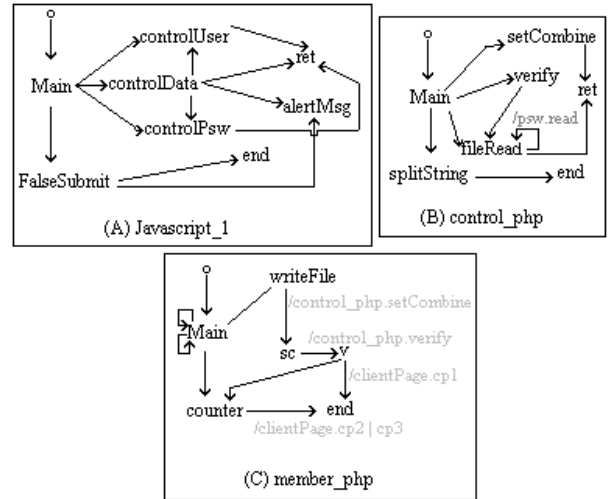 controlUser
ret
Main
controlData
alertMsg
controlPsw
end
FalseSubmit
(A) Javascript_1
setCombine
verify
Main
ret
/psw.read
fileRead
splitString
end
(B) control_php
writeFile
/control_php.setCombine
Main
/control_php.verify
sc
v
/clientPage.cp1
counter
end
/clientPage.cp2 | cp3
(C) member_php